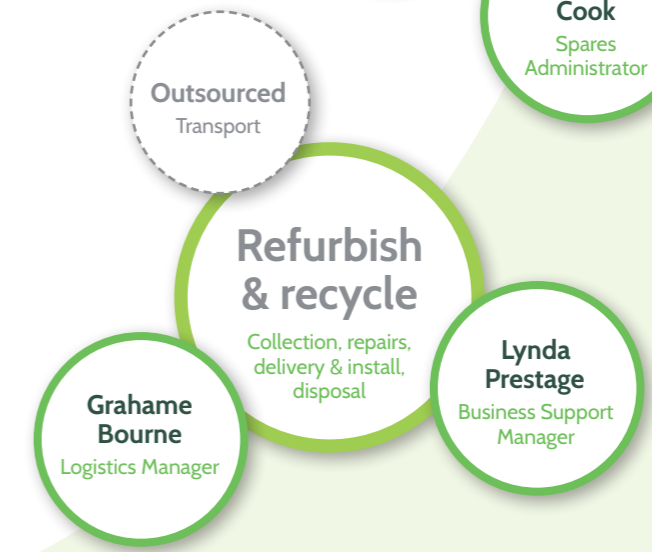 Cook
Spares
Administrator
Outsourced
Transport
Refurbish
& recycle
Collection, repairs,
delivery & install,
disposal
Lynda
Prestage
Business Support
Manager
Grahame
Bourne
Logistics Manager